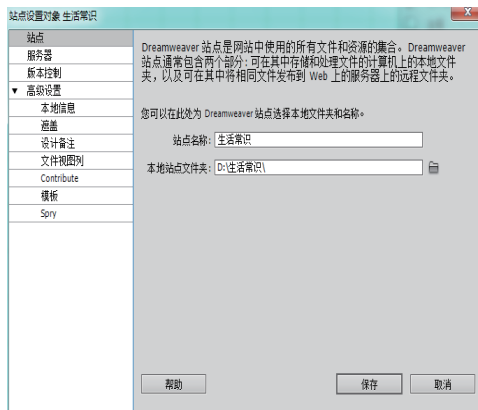 站点设置对象 生活常识
站点
服务器
版本控制
▼ 高级设置
本地信息
遮盖
设计备注
文件视图列
Contribute
模板
Spry
Dreamweaver 站点是网站中使用的所有文件和资源的集合。Dreamweaver
站点通常包含两个部分:可在其中存储和处理文件的计算机上的本地文件
夹,以及可在其中将相同文件发布到 Web 上的服务器上的远程文件夹。
您可以在此处为 Dreamweaver 站点选择本地文件夹和名称。
站点名称: 生活常识
本地站点文件夹: D:\生活常识\
帮助
保存
取消